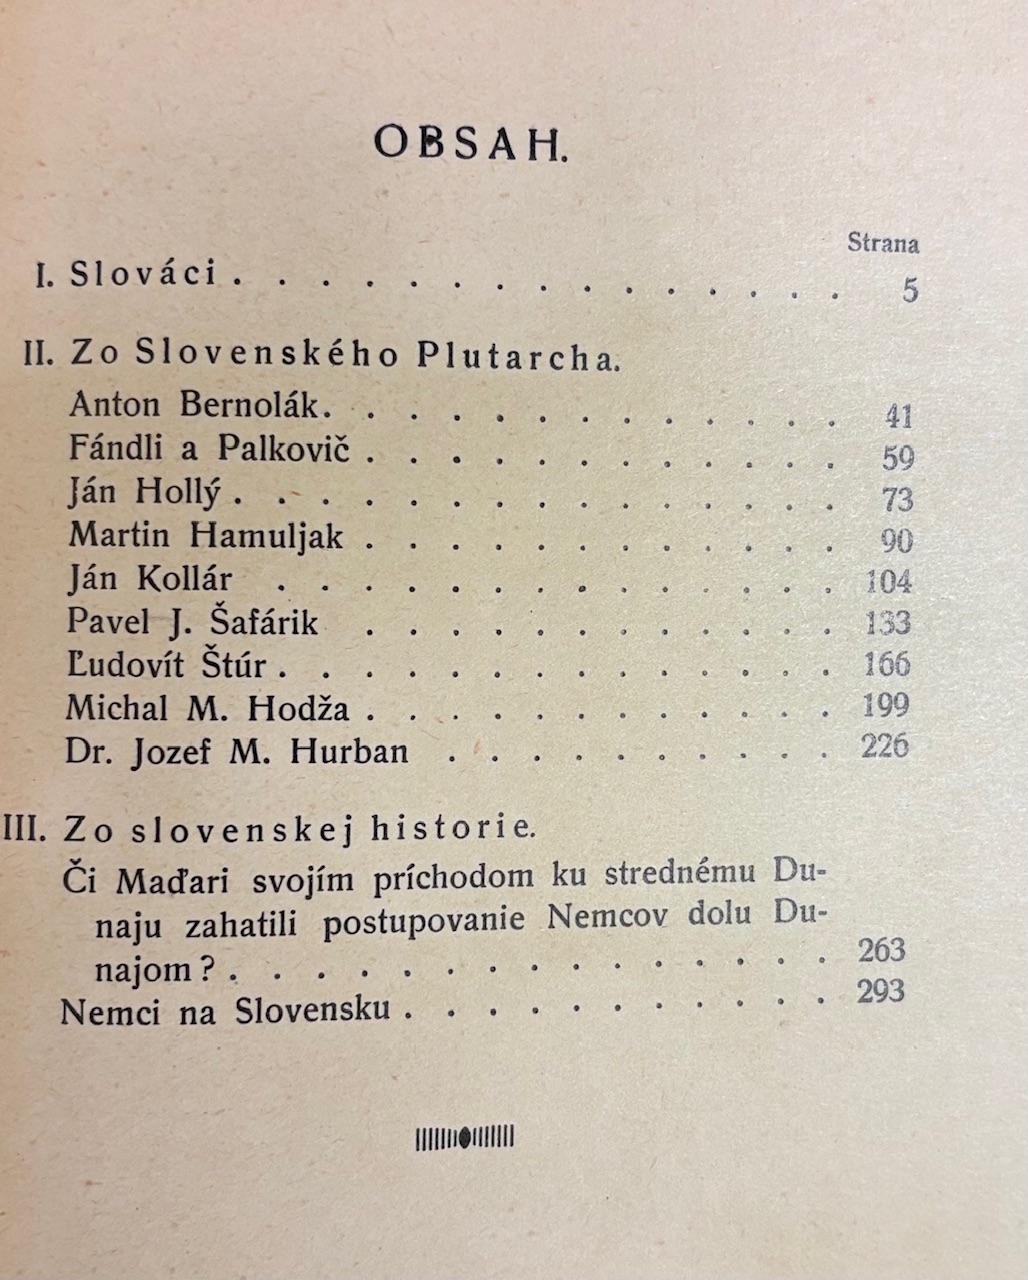 OBSAH.
Strana
I. Slováci . . . . . . . . . . . . . . . 5
II. Zo Slovenského Plutarcha.
Anton Bernolák. . . . . . . . . . . . . 41
Fándli a Palkovič . . . . . . . . . . . . 59
Ján Hollý . . . . . . . . . . . . . . . 73
Martin Hamuljak . . . . . . . . . . . . 90
Ján Kollár . . . . . . . . . . . . . . 104
Pavel J. Šafárik . . . . . . . . . . . . 133
Ľudovít Štúr . . . . . . . . . . . . . . 166
Michal M. Hodža . . . . . . . . . . . . 199
Dr. Jozef M. Hurban . . . . . . . . . . 226
III. Zo slovenskej historie.
Či Maďari svojím príchodom ku strednému Du-
naju zahatili postupovanie Nemcov dolu Du-
najom ? . . . . . . . . . . . . . . . 263
Nemci na Slovensku . . . . . . . . . . . 293